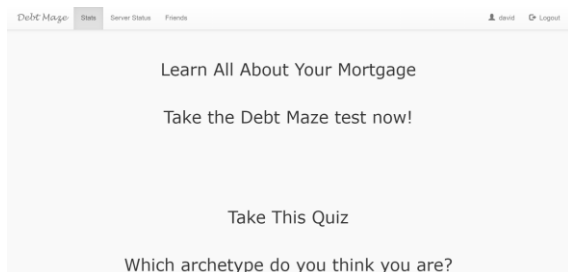 Debt Maze Stats Server Status Friends david Logout
Learn All About Your Mortgage
Take the Debt Maze test now!
Take This Quiz
Which archetype do you think you are?